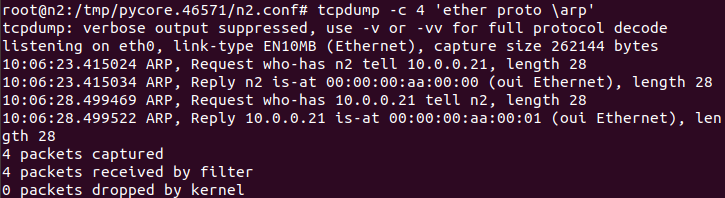 root@n2:/tmp/pycore.46571/n2.conf# tcpdump -c 4 'ether proto \arp'
tcpdump: verbose output suppressed, use -v or -vv for full protocol decode
listening on eth0, link-type EN10MB (Ethernet), capture size 262144 bytes
10:06:23.415024 ARP, Request who-has n2 tell 10.0.0.21, length 28
10:06:23.415034 ARP, Reply n2 is-at 00:00:00:aa:00:00 (oui Ethernet), length 28
10:06:28.499469 ARP, Request who-has 10.0.0.21 tell n2, length 28
10:06:28.499522 ARP, Reply 10.0.0.21 is-at 00:00:00:aa:00:01 (oui Ethernet), len
gth 28
4 packets captured
4 packets received by filter
0 packets dropped by kernel